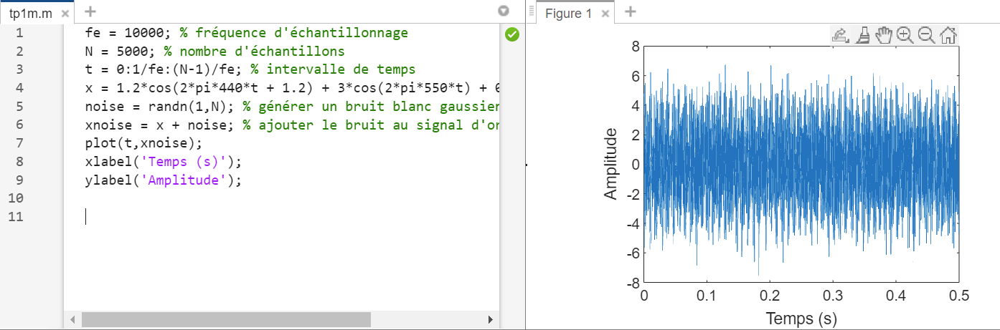 tp1m.m
1 fe = 10000; % fréquence d'échantillonnage
2 N = 5000; % nombre d'échantillons
3 t = 0:1/fe:(N-1)/fe; % intervalle de temps
4 x = 1.2*cos(2*pi*440*t + 1.2) + 3*cos(2*pi*550*t) +
5 noise = randn(1,N); % générer un bruit blanc
6 xnoise = x + noise; % ajouter le bruit au signal
7 plot(t,xnoise);
8 xlabel('Temps (s)');
9 ylabel('Amplitude');
10
11
Figure 1
8
6
4
2
0
-2
-4
-6
-8
Amplitude
0 0.1 0.2 0.3 0.4 0.5
Temps (s)